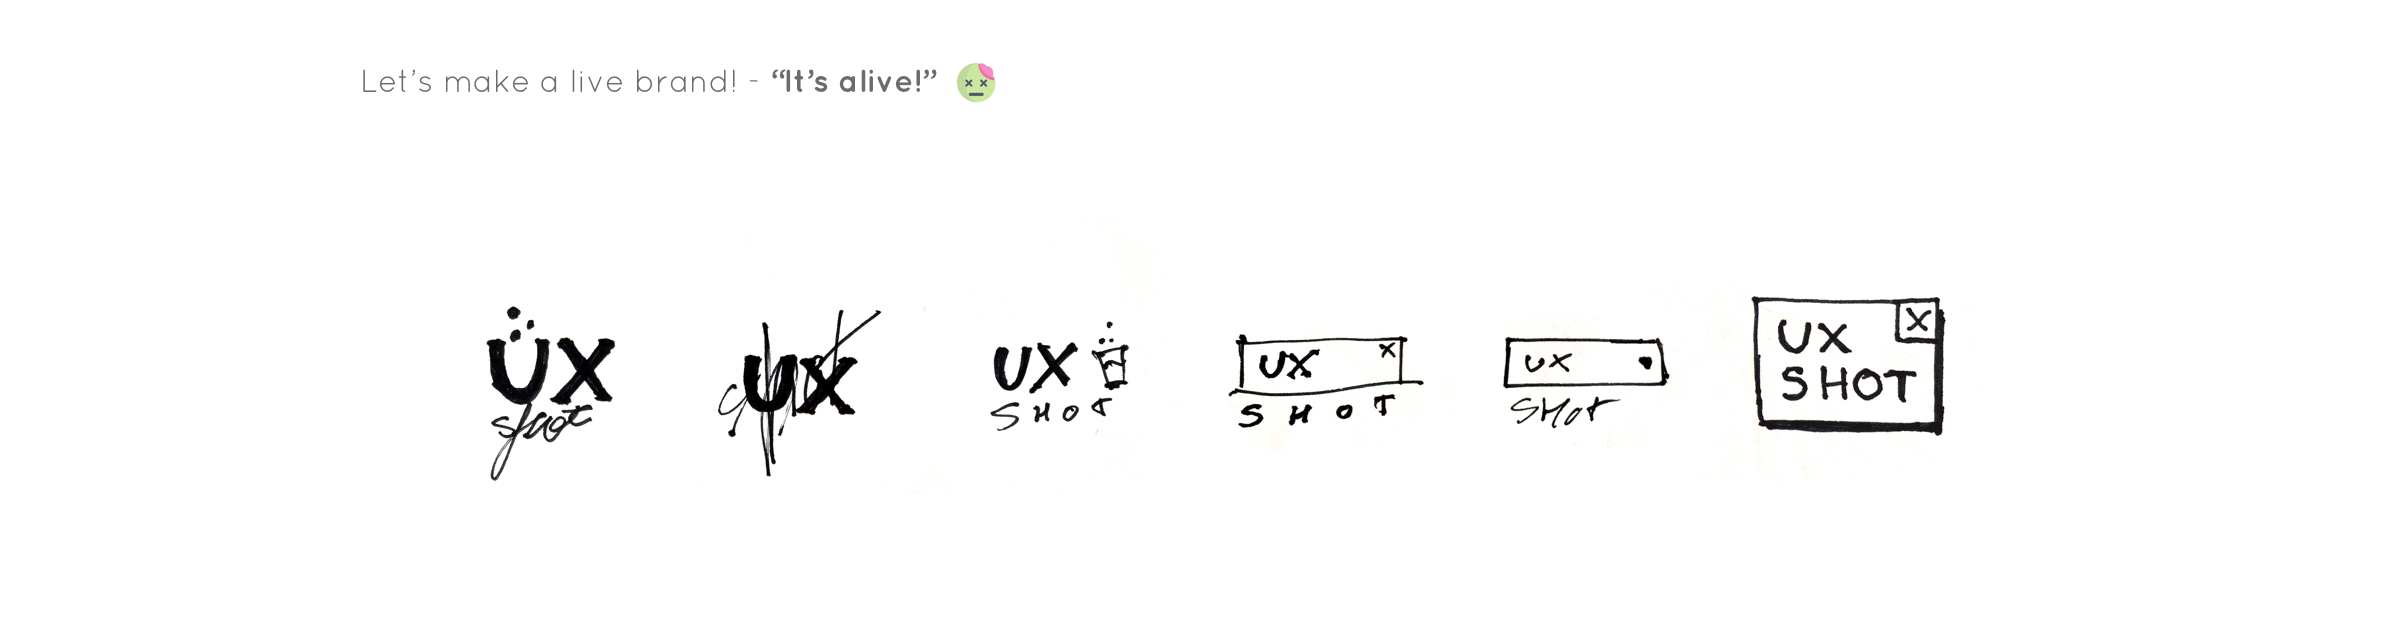 Let's make a live brand! - “It's alive!”
UX
shot
UX
UX
SHOT
UX X
SHOT
UX
SHOT
UX X
SHOT